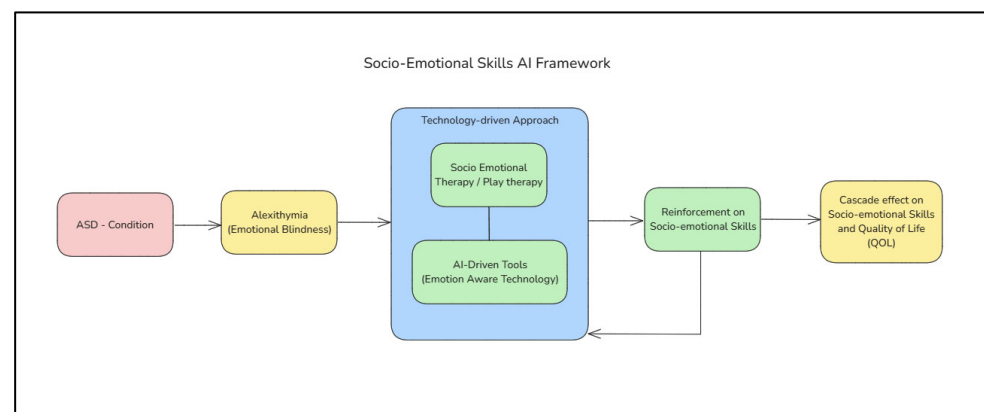 Socio-Emotional Skills AI Framework
Technology-driven Approach
Socio Emotional
Therapy / Play therapy
ASD - Condition
Alexithymia
(Emotional Blindness)
AI-Driven Tools
(Emotion Aware Technology)
Reinforcement on
Socio-emotional Skills
Cascade effect on
Socio-emotional Skills
and Quality of Life
(QOL)